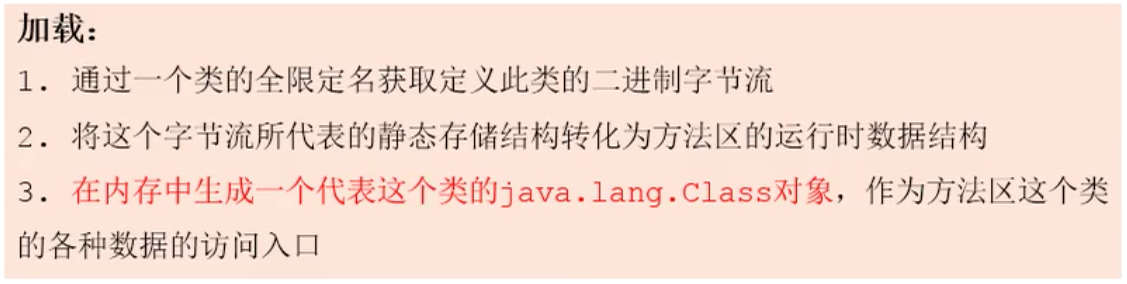 加载：
1. 通过一个类的全限定名获取定义此类的二进制字节流
2. 将这个字节流所代表的静态存储结构转化为方法区的运行时数据结构
3. 在内存中生成一个代表这个类的java.lang.Class对象，作为方法区这个类
的各种数据的访问入口